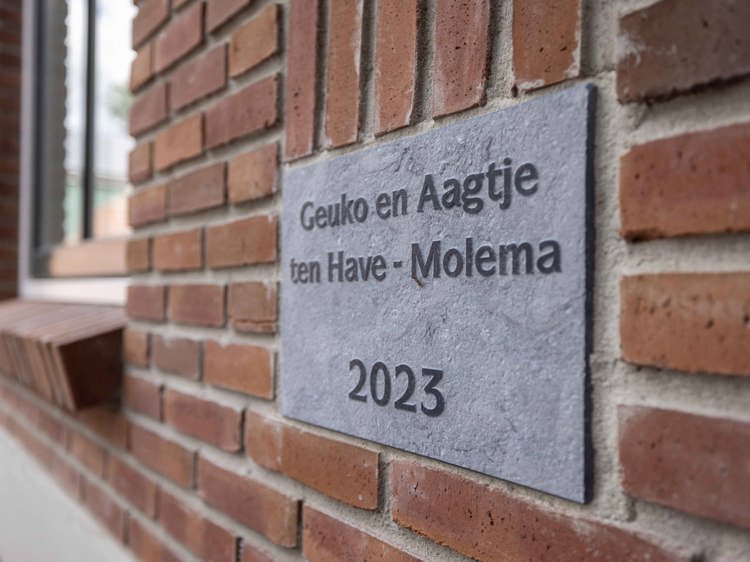 Geuko en Aagtje
ten Have - Molema
2023